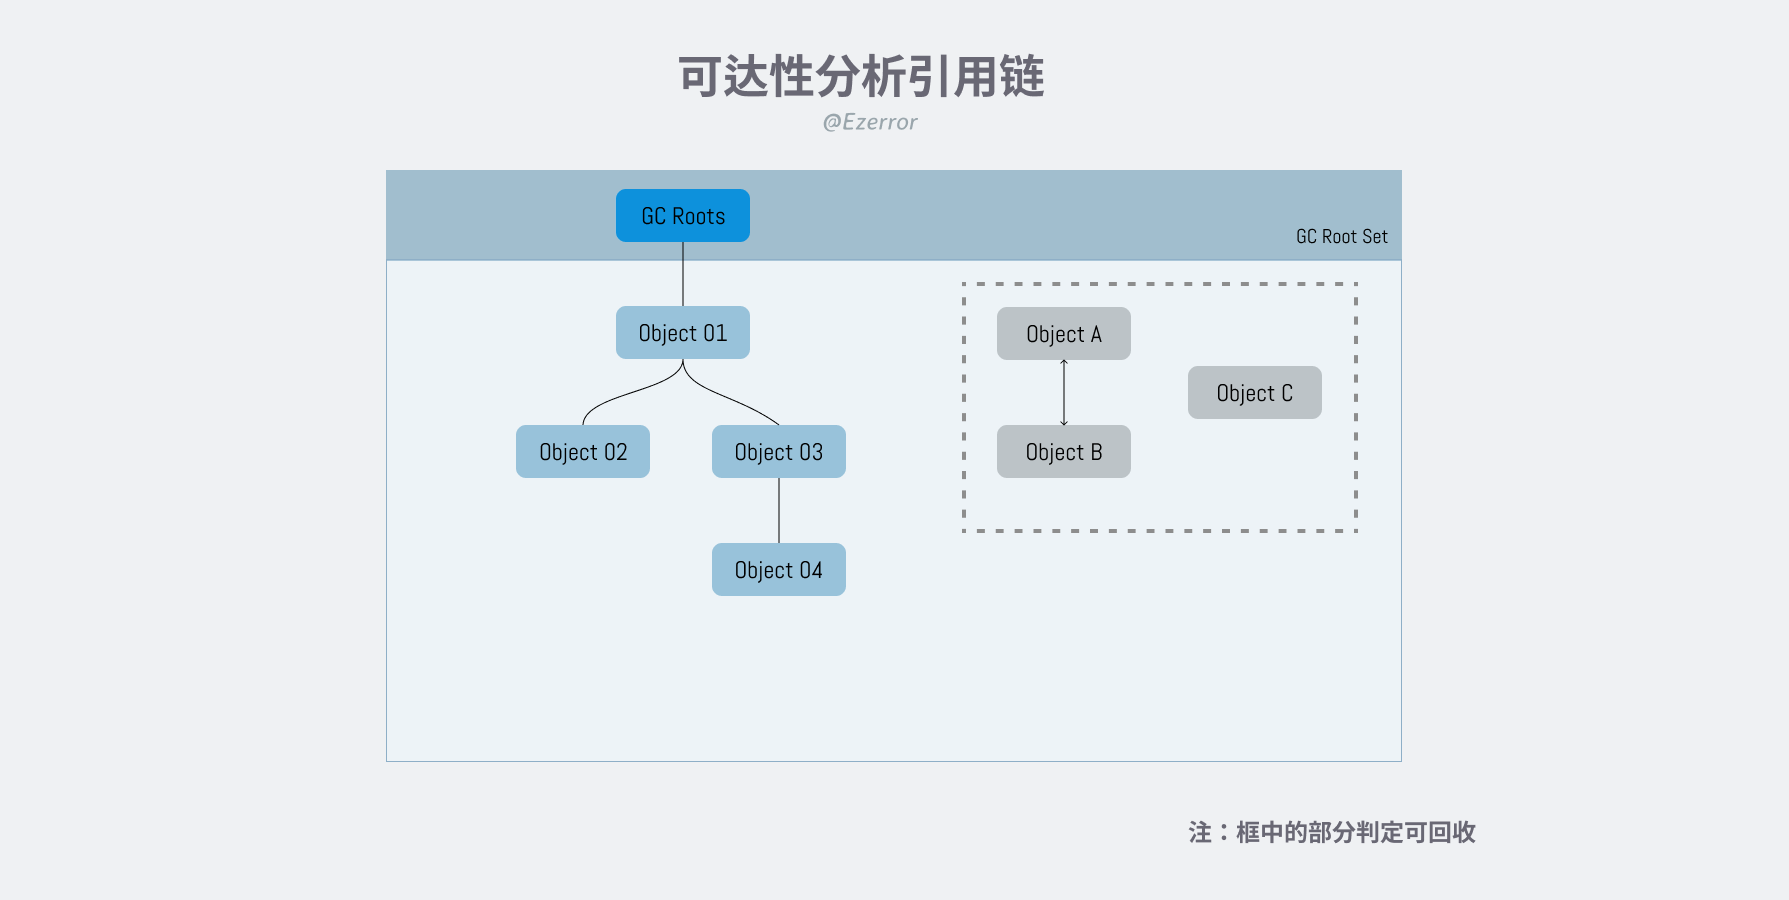 可达性分析引用链
@Ezerror
GC Roots
GC Root Set
Object 01
Object A
Object C
Object 02
Object 03
Object B
Object 04
注：框中的部分判定可回收